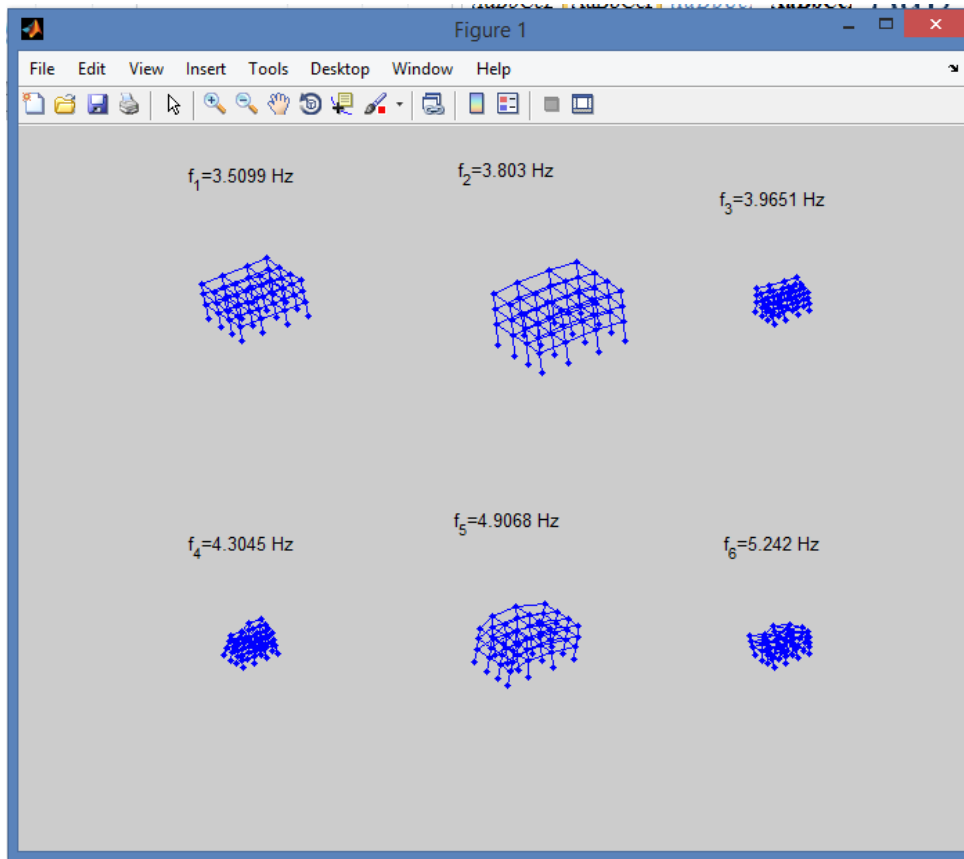 Figure 1
File Edit View Insert Tools Desktop Window Help
f1=3.5099 Hz
f2=3.803 Hz
f3=3.9651 Hz
f4=4.3045 Hz
f5=4.9068 Hz
f6=5.242 Hz